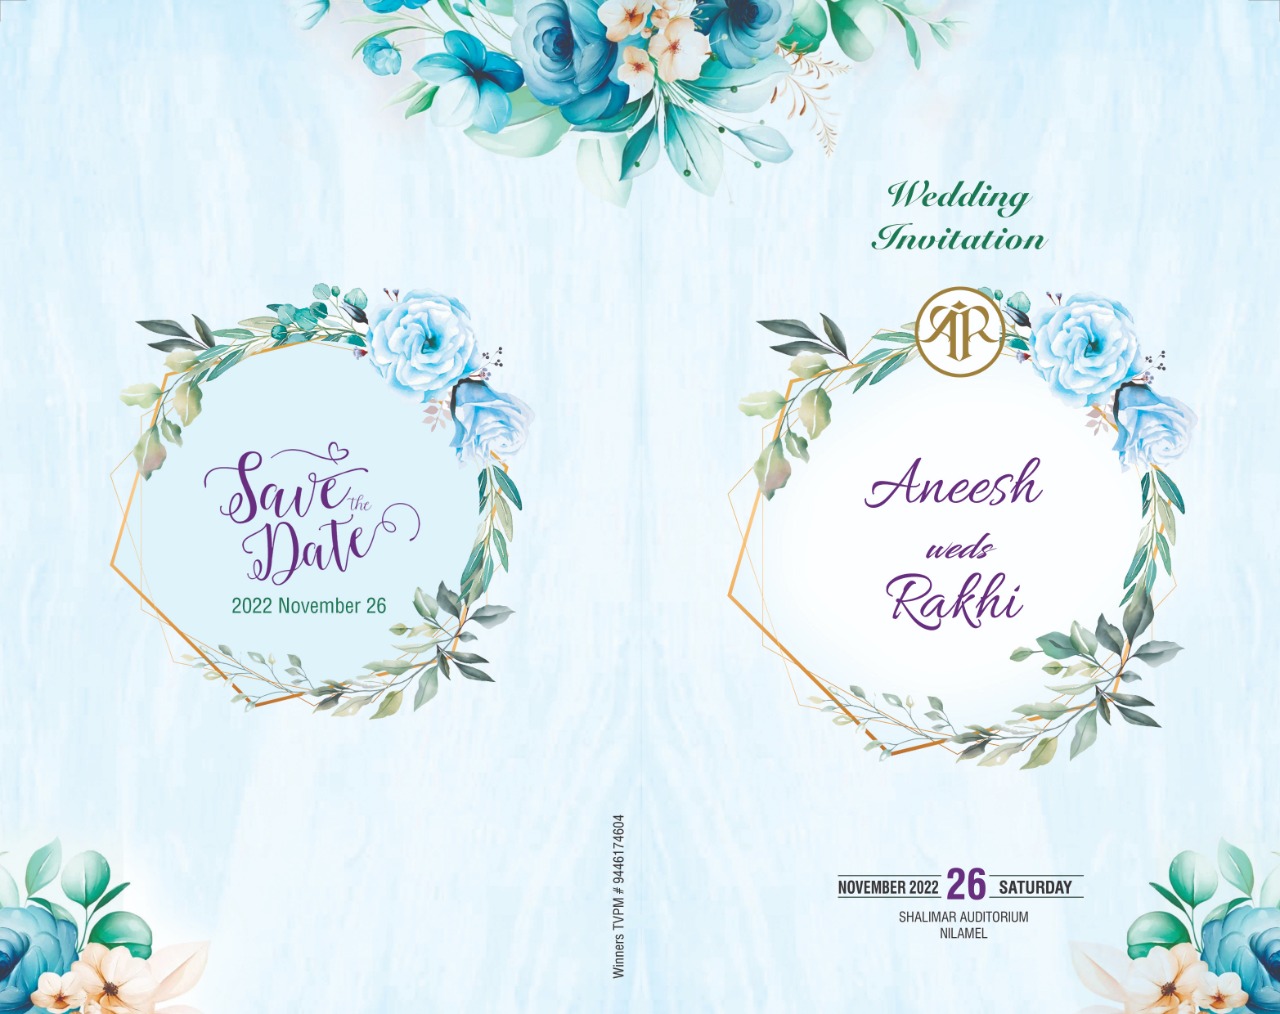 Save
the
Date
2022 November 26
Winners TVPM # 9446174604
Wedding
Invitation
AR
Aneesh
weds
Rakhi
NOVEMBER 2022 26 SATURDAY
SHALIMAR AUDITORIUM
NILAMEL